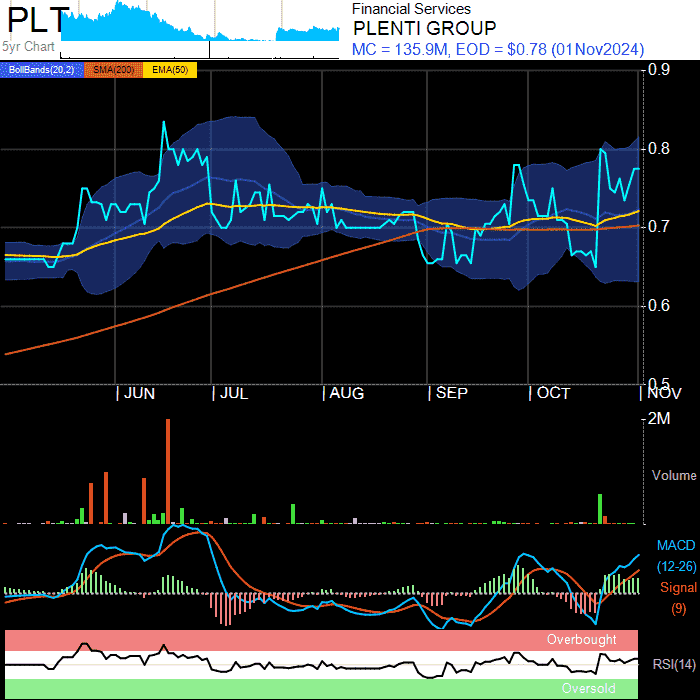 PLT
5yr Chart
Financial Services
PLENTI GROUP
MC = 135.9M, EOD = $0.78 (01Nov2024)
BollBands(20,2) SMA(200) EMA(50)
0.9
0.8
0.7
0.6
0.5
JUN JUL AUG SEP OCT NOV
2M
Volume
MACD
(12-26)
Signal
(9)
Overbought
RSI(14)
Oversold